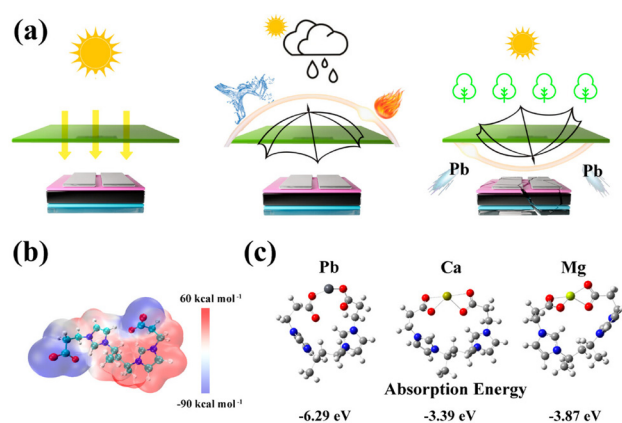 (a)
Pb
Pb
(b)
60 kcal mol⁻¹
-90 kcal mol⁻¹
(c)
Pb Ca Mg
Absorption Energy
-6.29 eV -3.39 eV -3.87 eV